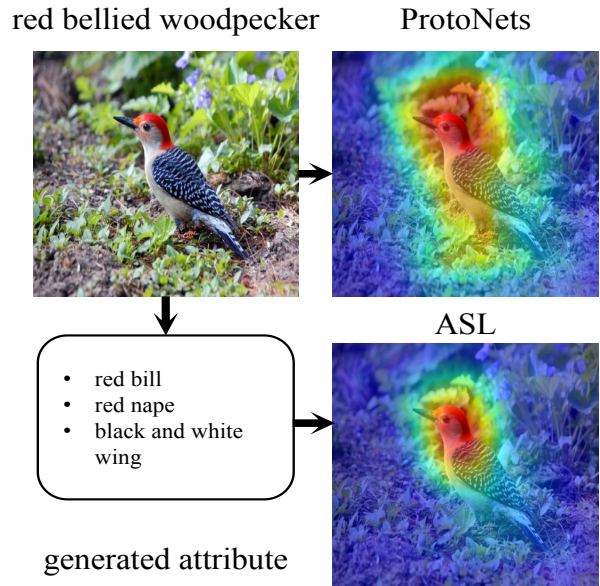 red bellied woodpecker
ProtoNets
ASL
• red bill
• red nape
• black and white
wing
generated attribute